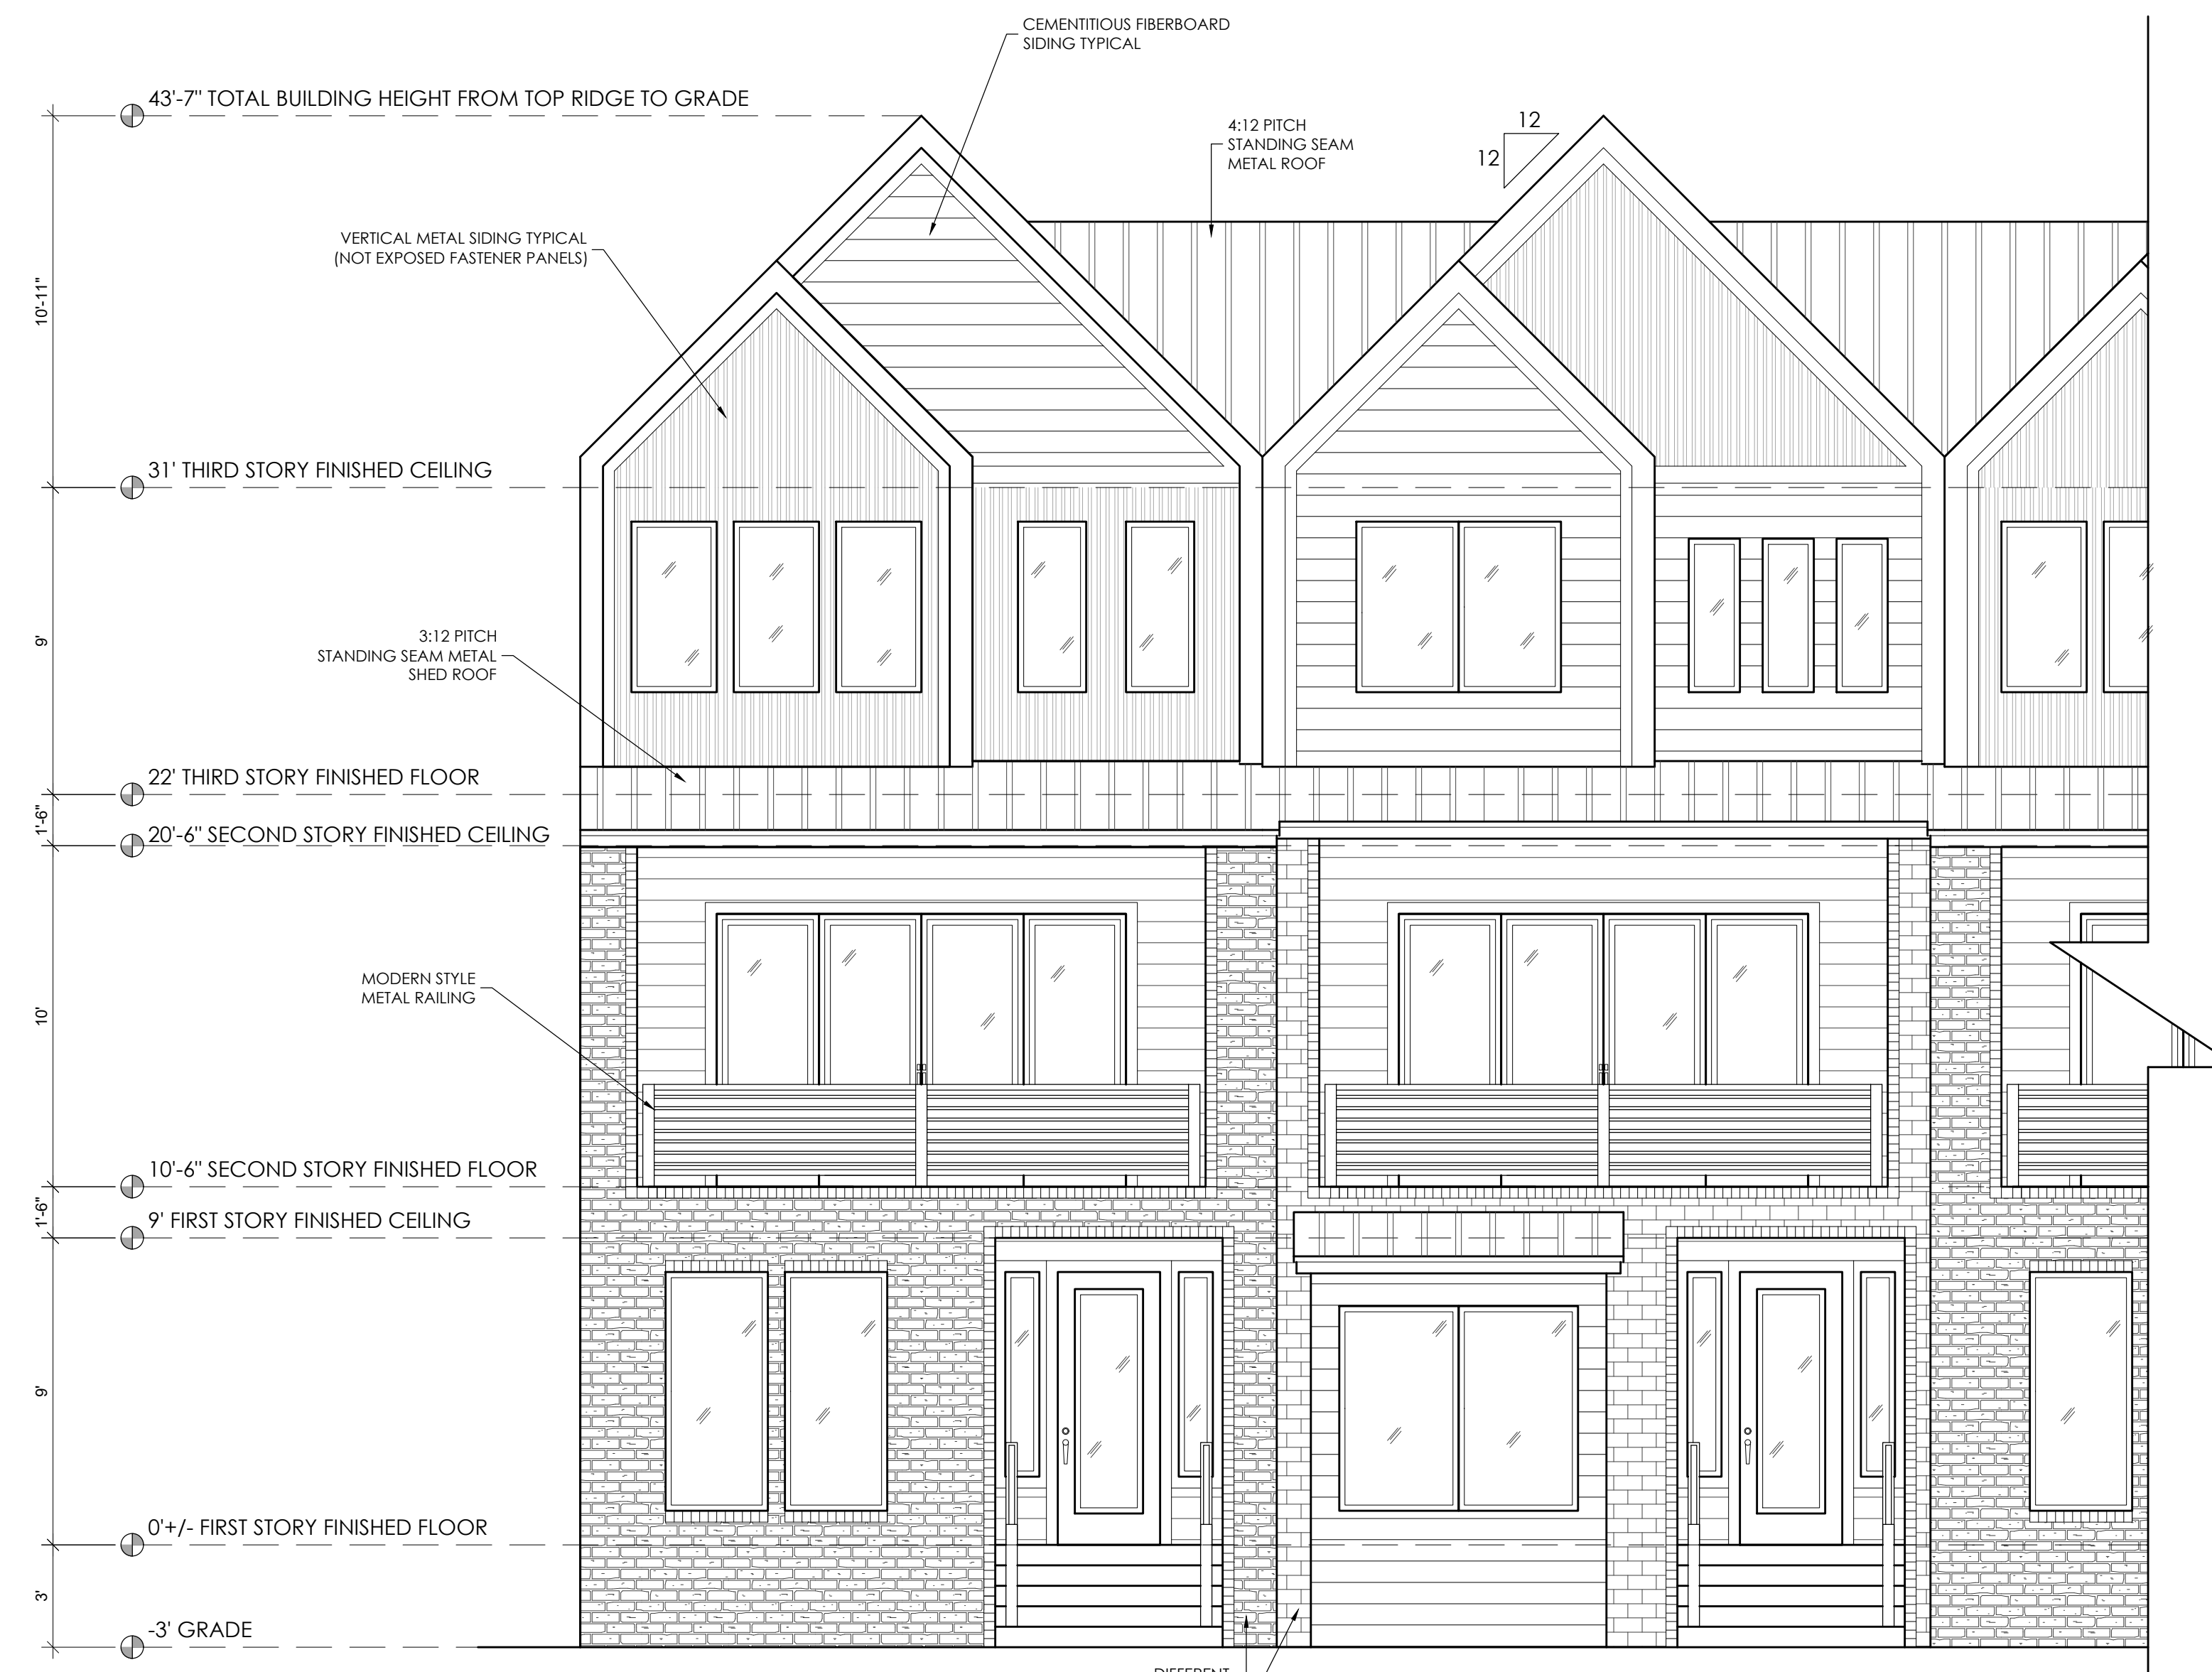 CEMENTITIOUS FIBERBOARD
SIDING TYPICAL
43'-7" TOTAL BUILDING HEIGHT FROM TOP RIDGE TO GRADE
12
12
4:12 PITCH
STANDING SEAM
METAL ROOF
VERTICAL METAL SIDING TYPICAL
(NOT EXPOSED FASTENER PANELS)
10'-11"
31' THIRD STORY FINISHED CEILING
9'
3:12 PITCH
STANDING SEAM METAL
SHED ROOF
22' THIRD STORY FINISHED FLOOR
1'-6"
20'-6" SECOND STORY FINISHED CEILING
MODERN STYLE
METAL RAILING
10'
10'-6" SECOND STORY FINISHED FLOOR
1'-6"
9' FIRST STORY FINISHED CEILING
9'
0'+/- FIRST STORY FINISHED FLOOR
3'
-3' GRADE
DIFFERENT